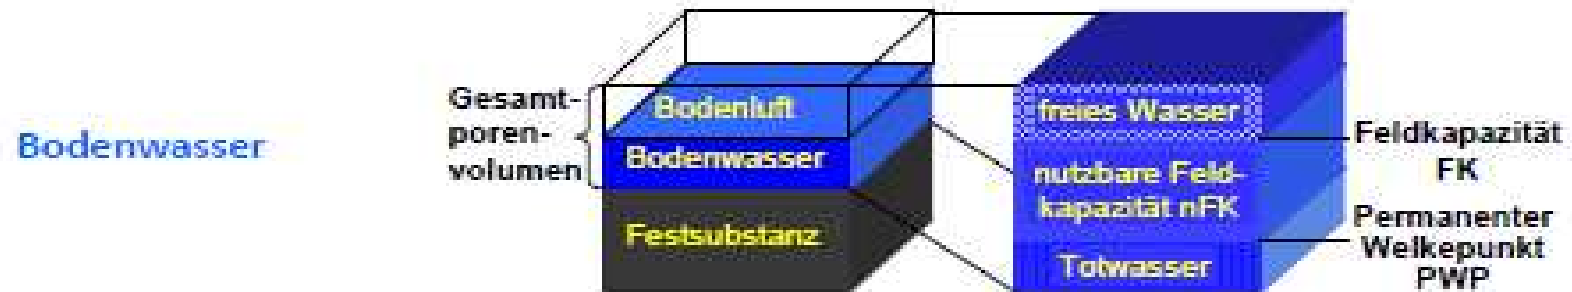 Bodenwasser
Gesamt-
poren-
volumen
Bodenluft
Bodenwasser
Festsubstanz
freies Wasser
nutzbare Feld-
kapazität nFK
Totwasser
Feldkapazität
FK
Permanenter
Welkepunkt
PWP